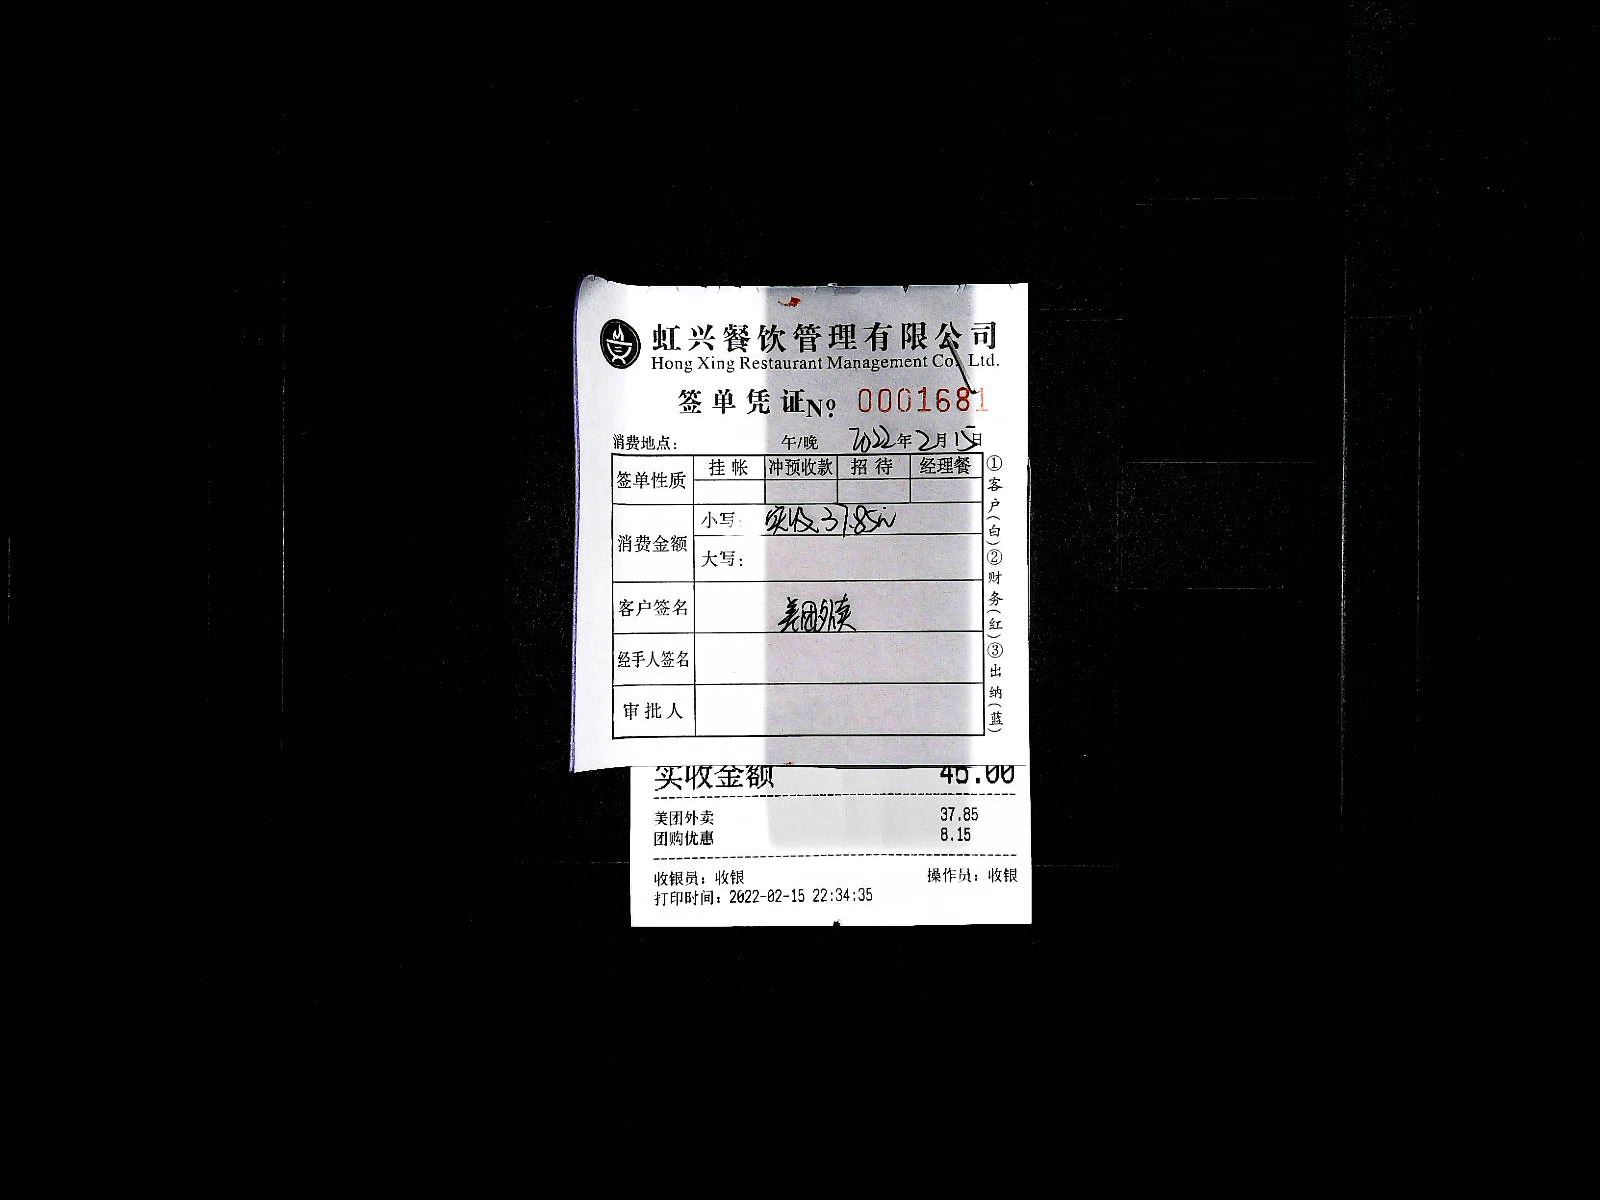 虹兴餐饮管理有限公司
Hong Xing Restaurant Management Co., Ltd.
签单凭证 No 0001681
消费地点： 午/晚 2022年2月15日
签单性质 挂帐 冲预收款 招待 经理餐
消费金额 小写： 实收37.85元
大写：
客户签名 美团外卖
经手人签名
审批人
①客户(白)②财务(红)③出纳(蓝)
实收金额 46.00
美团外卖 37.85
团购优惠 8.15
收银员：收银 操作员：收银
打印时间：2022-02-15 22:34:35